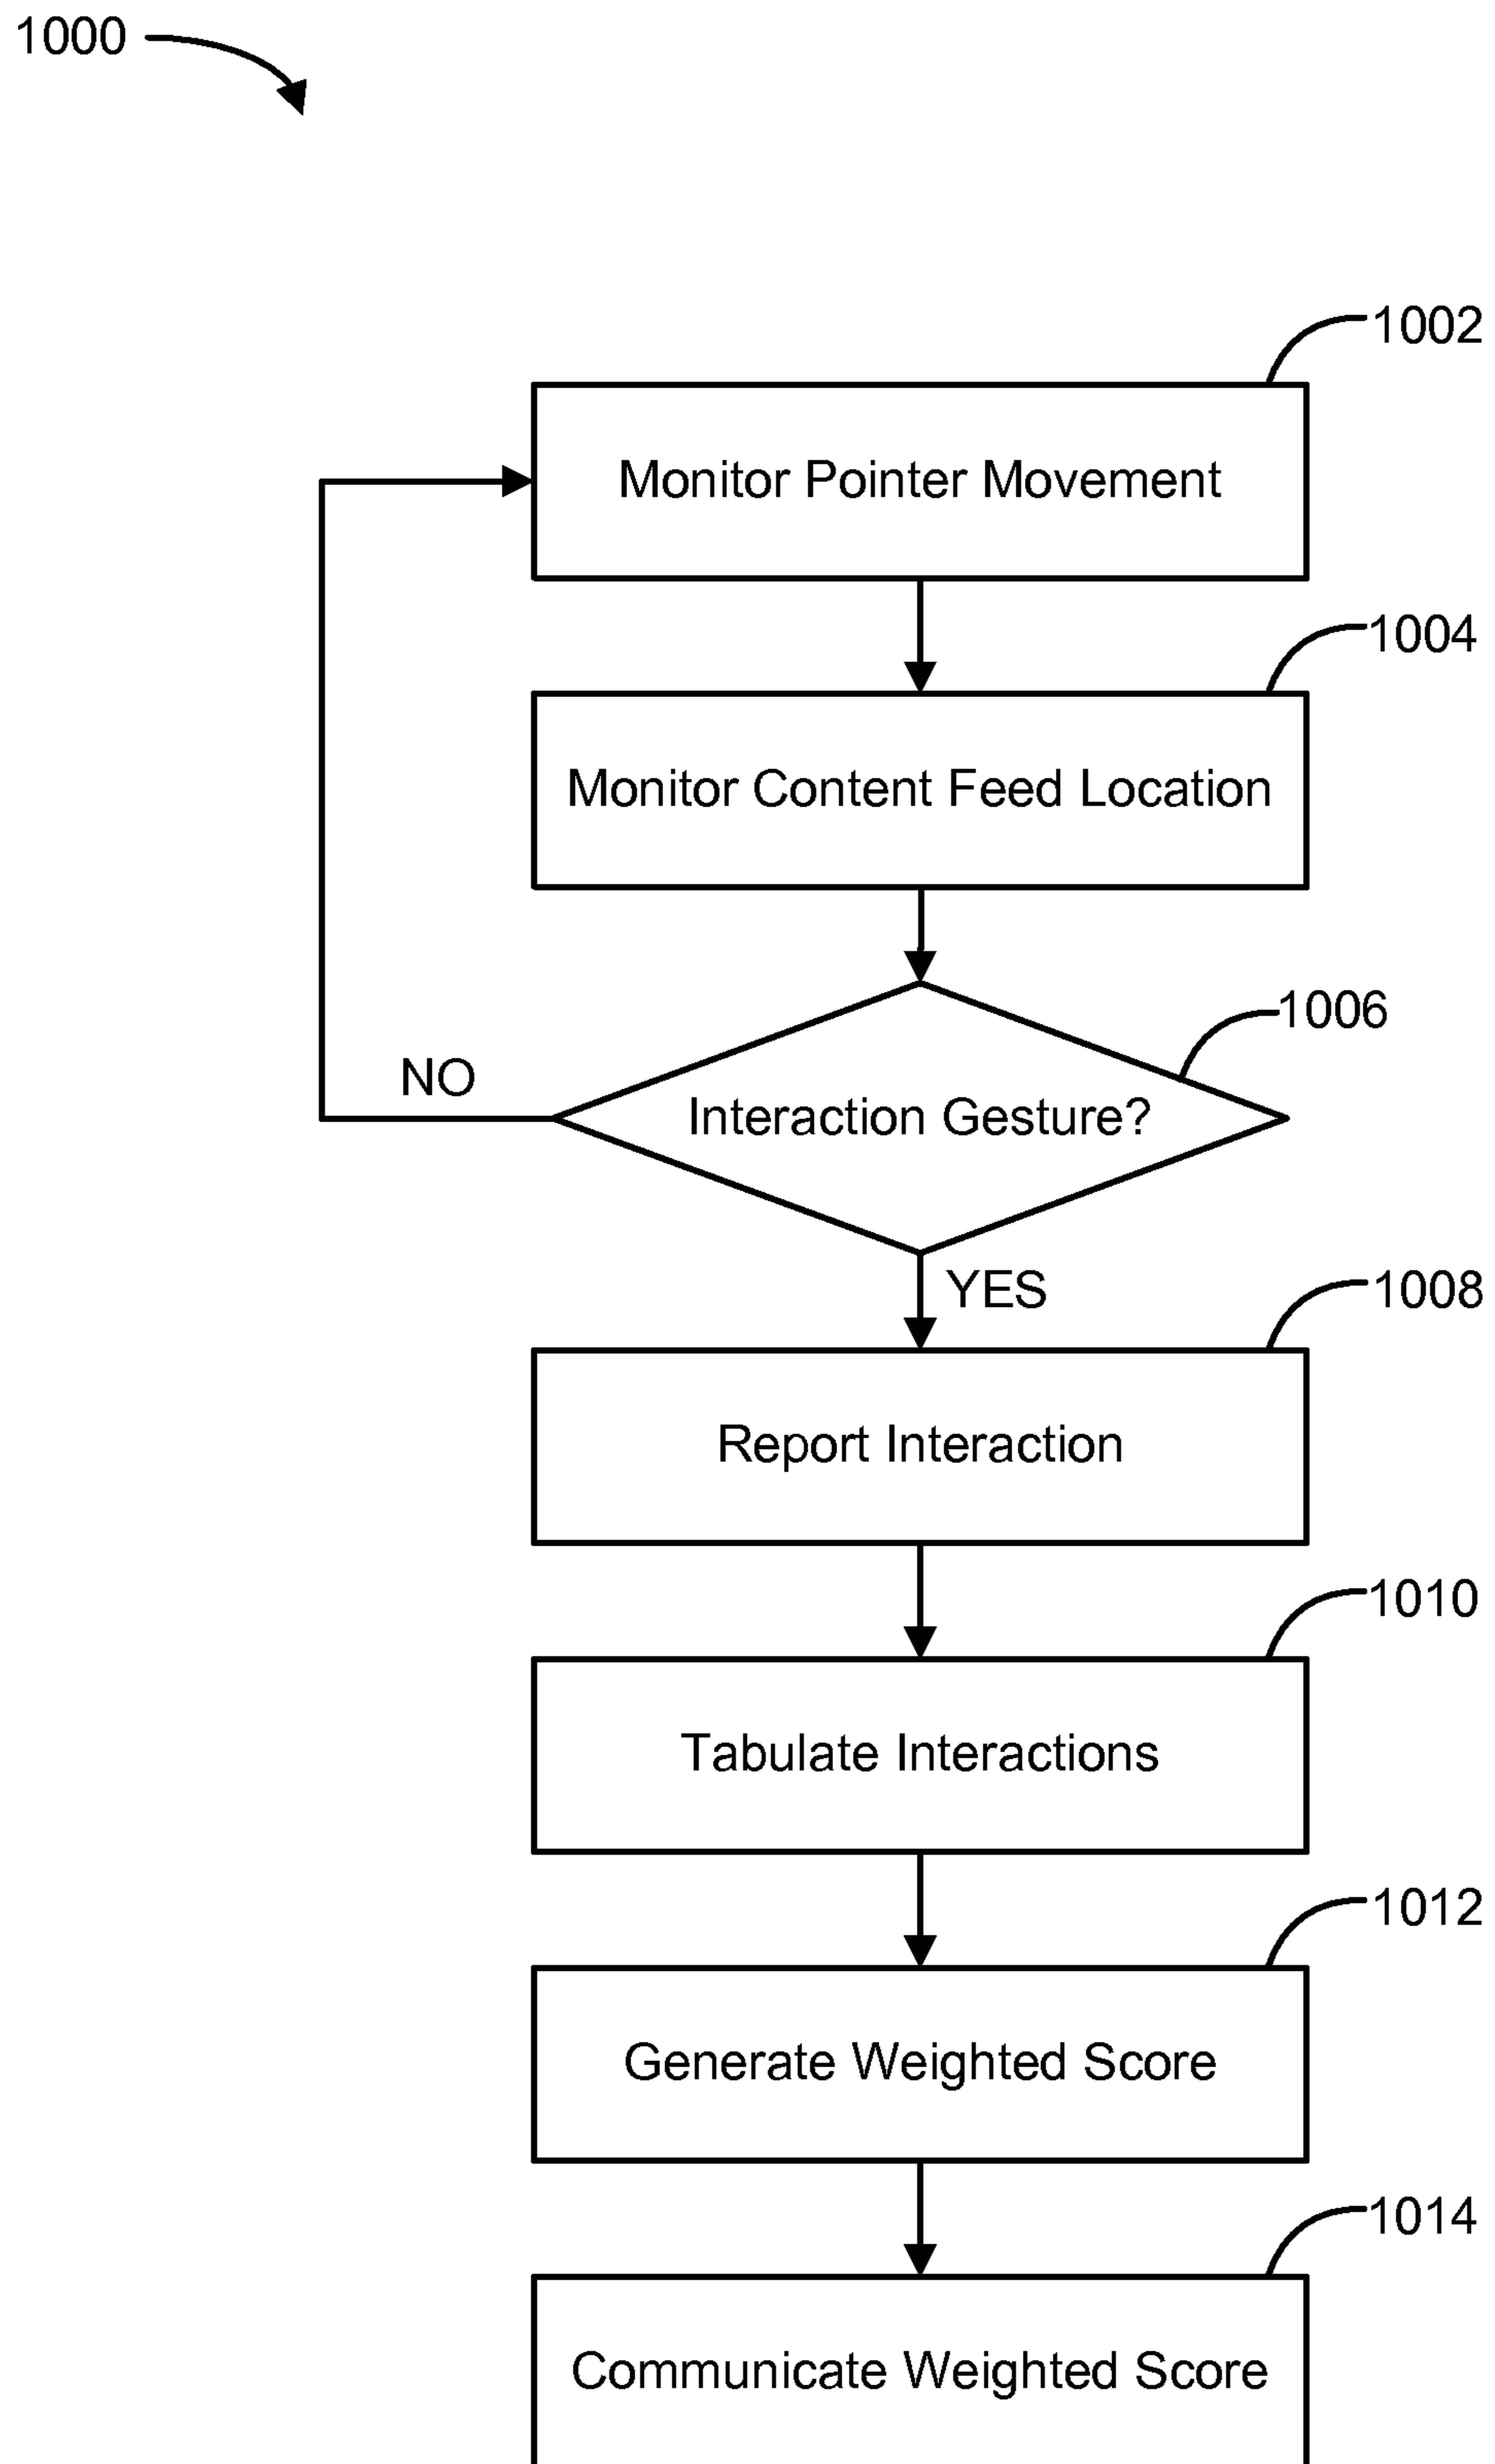 1000
1002
Monitor Pointer Movement
1004
Monitor Content Feed Location
1006
NO
Interaction Gesture?
YES
1008
Report Interaction
1010
Tabulate Interactions
1012
Generate Weighted Score
1014
Communicate Weighted Score